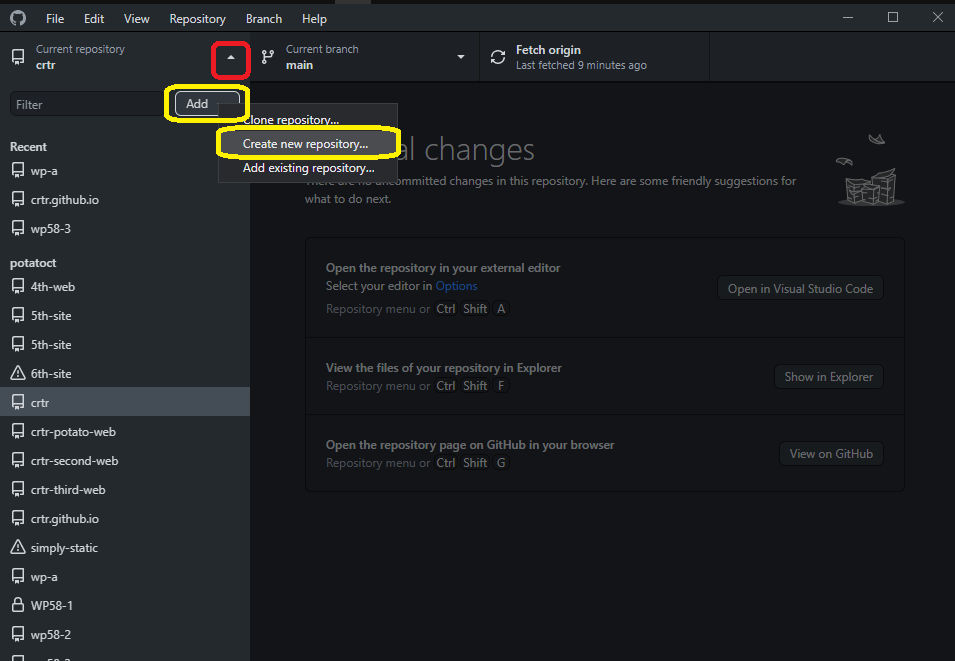 File Edit View Repository Branch Help
Current repository
crtr
Current branch
main
Fetch origin
Last fetched 9 minutes ago
Filter
Add
Clone repository...
Create new repository...
Add existing repository...
Recent
wp-a
crtr.github.io
wp58-3
potatoct
4th-web
5th-site
5th-site
6th-site
crtr
crtr-potato-web
crtr-second-web
crtr-third-web
crtr.github.io
simply-static
wp-a
WP58-1
wp58-2
changes
There are no uncommitted changes in this repository. Here are some friendly suggestions for
what to do next.
Open the repository in your external editor
Select your editor in Options
Repository menu or Ctrl Shift A
Open in Visual Studio Code
View the files of your repository in Explorer
Repository menu or Ctrl Shift F
Show in Explorer
Open the repository page on GitHub in your browser
Repository menu or Ctrl Shift G
View on GitHub